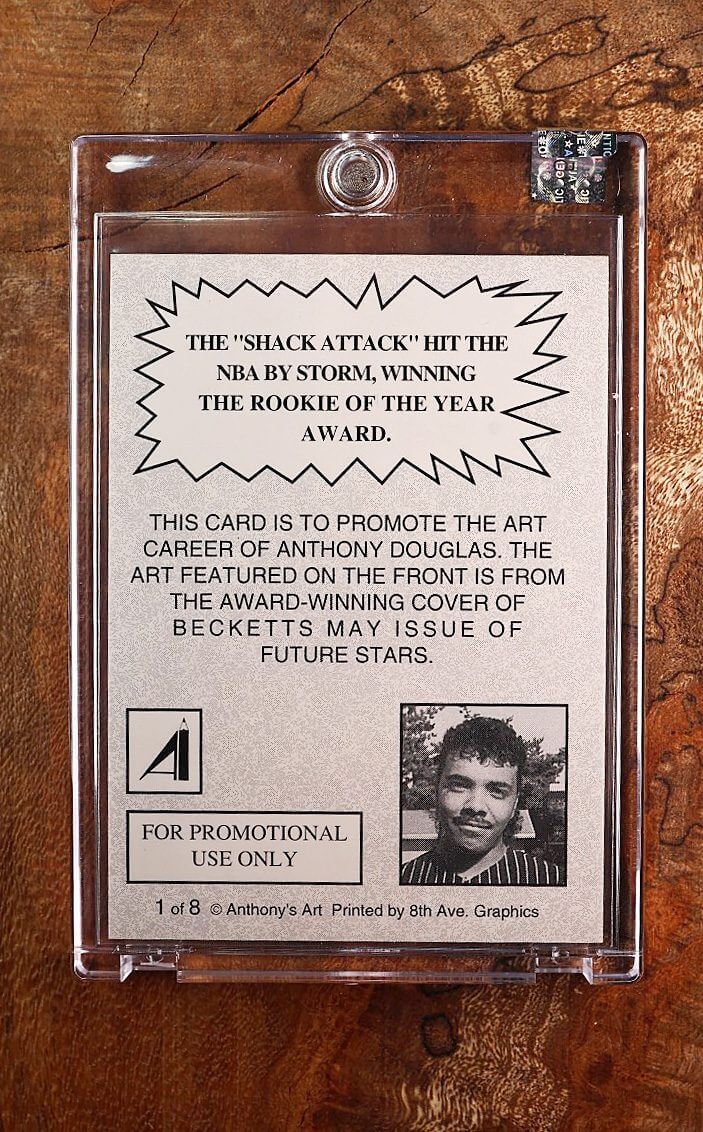 THE "SHACK ATTACK" HIT THE
NBA BY STORM, WINNING
THE ROOKIE OF THE YEAR
AWARD.
THIS CARD IS TO PROMOTE THE ART
CAREER OF ANTHONY DOUGLAS. THE
ART FEATURED ON THE FRONT IS FROM
THE AWARD-WINNING COVER OF
BECKETTS MAY ISSUE OF
FUTURE STARS.
FOR PROMOTIONAL
USE ONLY
1 of 8 © Anthony's Art Printed by 8th Ave. Graphics